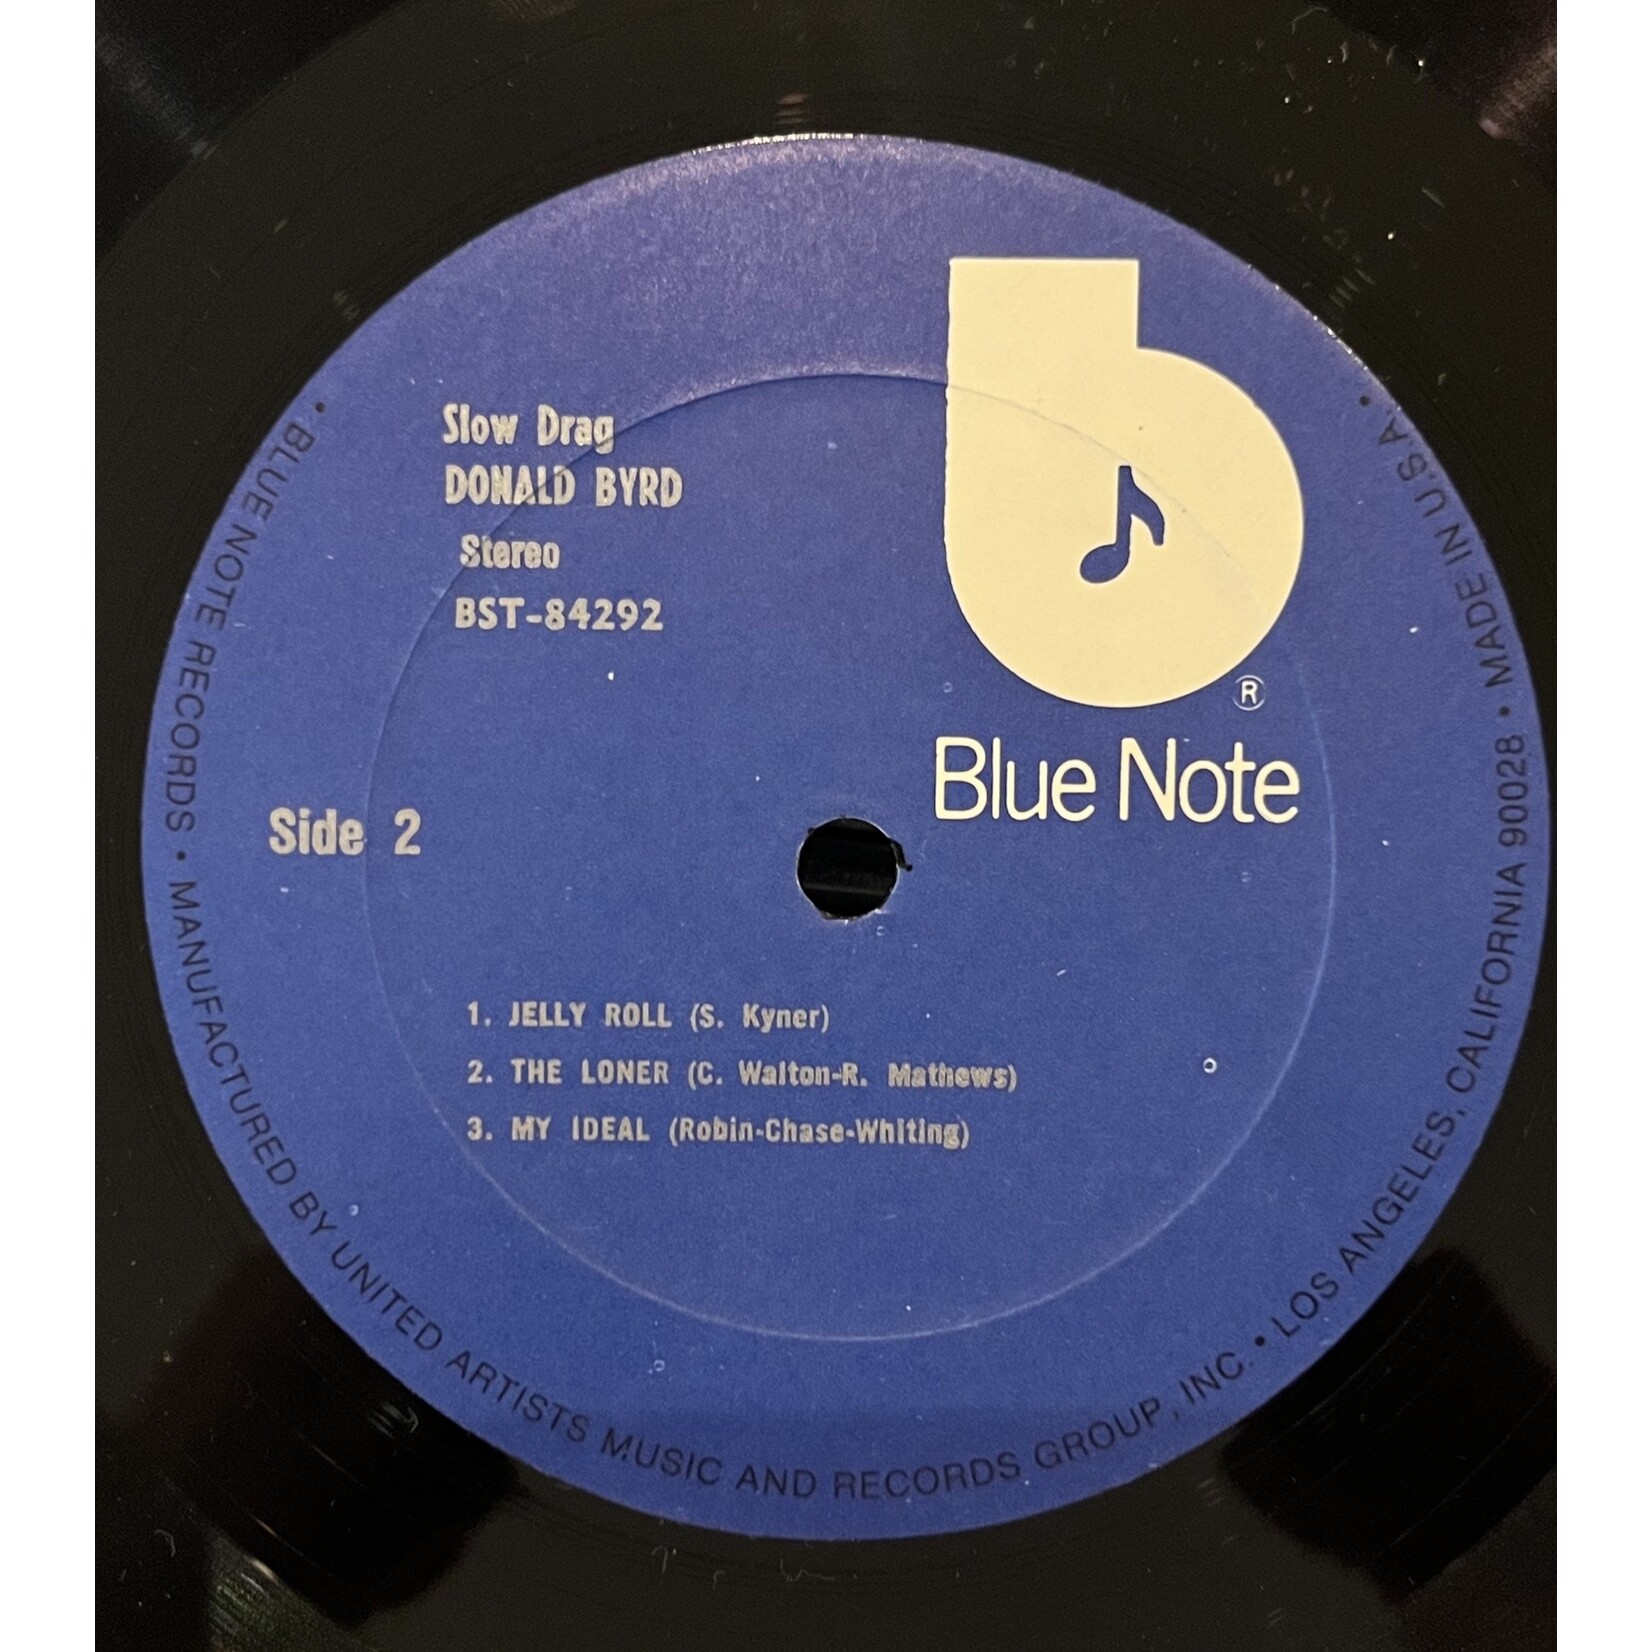 Slow Drag
DONALD BYRD
Stereo
BST-84292
®
Blue Note
Side 2
1. JELLY ROLL (S. Kyner)
2. THE LONER (C. Walton-R. Mathews)
3. MY IDEAL (Robin-Chase-Whiting)
• BLUE NOTE RECORDS • MANUFACTURED BY UNITED ARTISTS MUSIC AND RECORDS GROUP, INC. • LOS ANGELES, CALIFORNIA 90028 • MADE IN U.S.A. •